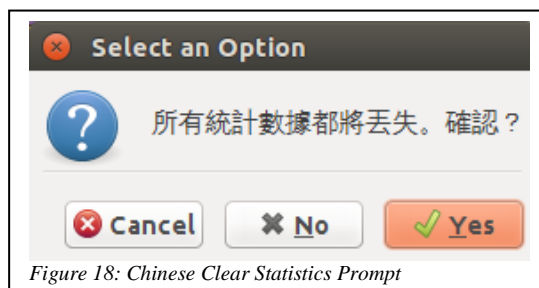 Select an Option
所有統計數據都將丟失。確認？
Cancel No Yes
Figure 18: Chinese Clear Statistics Prompt